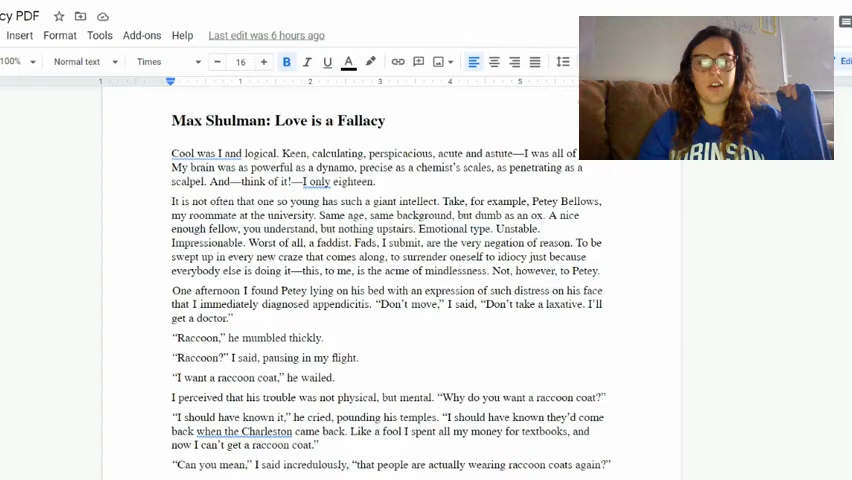 cy PDF
Insert Format Tools Add-ons Help Last edit was 6 hours ago
100% Normal text Times 16 B I U A
1 1 2 3 4 5
Max Shulman: Love is a Fallacy
Cool was I and logical. Keen, calculating, perspicacious, acute and astute—I was all of
My brain was as powerful as a dynamo, precise as a chemist's scales, as penetrating as a
scalpel. And—think of it!—I only eighteen.
It is not often that one so young has such a giant intellect. Take, for example, Petey Bellows,
my roommate at the university. Same age, same background, but dumb as an ox. A nice
enough fellow, you understand, but nothing upstairs. Emotional type. Unstable.
Impressionable. Worst of all, a faddist. Fads, I submit, are the very negation of reason. To be
swept up in every new craze that comes along, to surrender oneself to idiocy just because
everybody else is doing it—this, to me, is the acme of mindlessness. Not, however, to Petey.
One afternoon I found Petey lying on his bed with an expression of such distress on his face
that I immediately diagnosed appendicitis. “Don’t move,” I said, “Don’t take a laxative. I’ll
get a doctor.”
“Raccoon,” he mumbled thickly.
“Raccoon?” I said, pausing in my flight.
“I want a raccoon coat,” he wailed.
I perceived that his trouble was not physical, but mental. “Why do you want a raccoon coat?”
“I should have known it,” he cried, pounding his temples. “I should have known they’d come
back when the Charleston came back. Like a fool I spent all my money for textbooks, and
now I can’t get a raccoon coat.”
“Can you mean,” I said incredulously, “that people are actually wearing raccoon coats again?”
ROBINSON
Edi